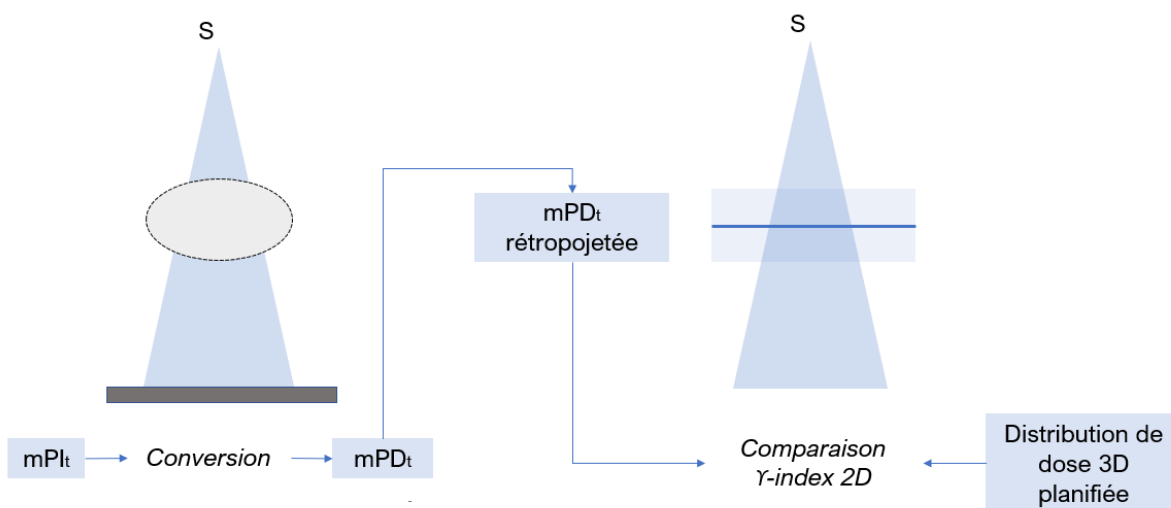 S
S
mPDt
rétropojetée
mPIt
Conversion
mPDt
Comparaison
ϒ-index 2D
Distribution de
dose 3D
planifiée